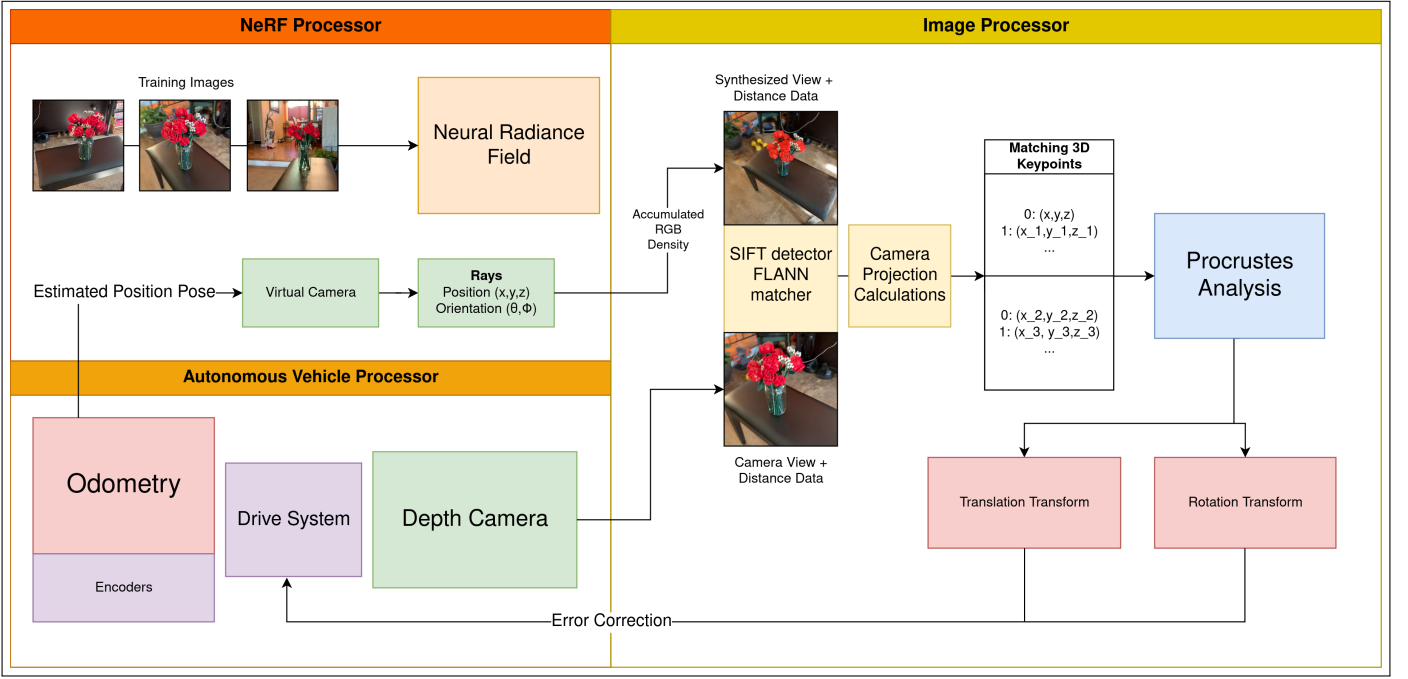 NeRF Processor
Training Images
Neural Radiance
Field
Estimated Position Pose
Virtual Camera
Rays
Position (x,y,z)
Orientation (θ,Φ)
Accumulated
RGB
Density
Autonomous Vehicle Processor
Odometry
Encoders
Drive System
Depth Camera
Image Processor
Synthesized View +
Distance Data
SIFT detector
FLANN
matcher
Camera View +
Distance Data
Camera
Projection
Calculations
Matching 3D
Keypoints
0: (x,y,z)
1: (x_1,y_1,z_1)
...
0: (x_2,y_2,z_2)
1: (x_3, y_3,z_3)
...
Procrustes
Analysis
Translation Transform
Rotation Transform
Error Correction